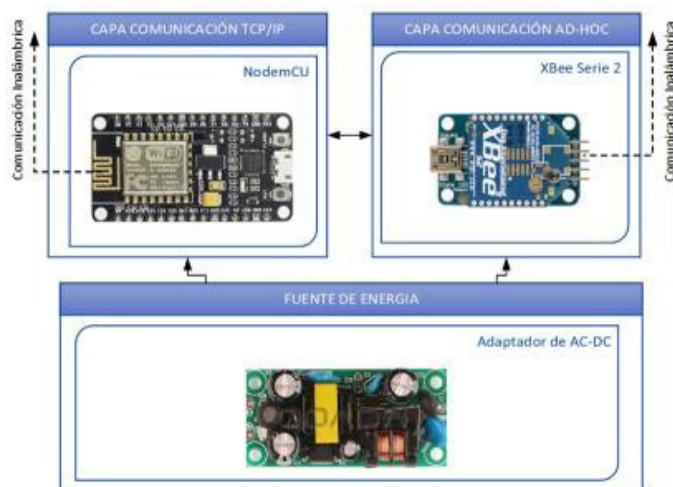 CAPA COMUNICACIÓN TCP/IP
NodemCU
Comunicación Inalámbrica
CAPA COMUNICACIÓN AD-HOC
XBee Serie 2
XBee
Comunicación Inalámbrica
FUENTE DE ENERGIA
Adaptador de AC-DC